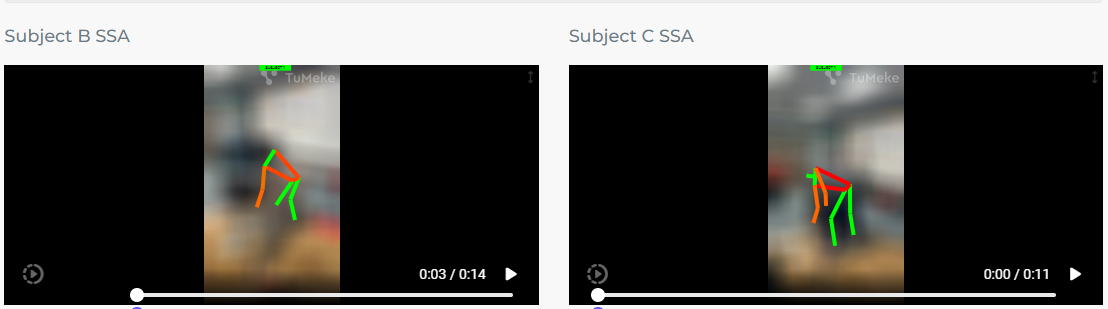 Subject B SSA
Subject C SSA
TuMeke
TuMeke
0:03 / 0:14
0:00 / 0:11